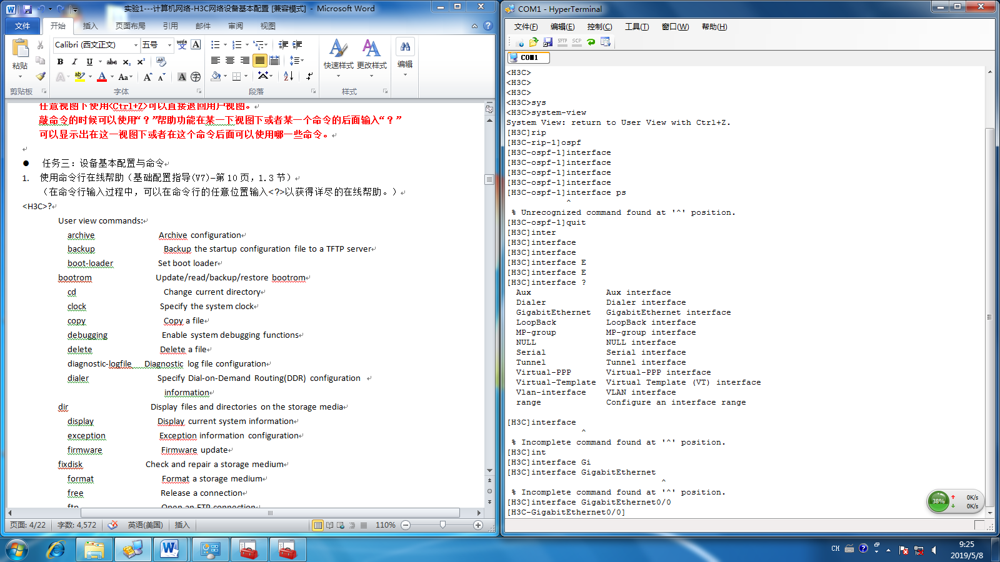 实验1---计算机网络-H3C网络设备基本配置 [兼容模式] - Microsoft Word
文件 开始 插入 页面布局 引用 邮件 审阅 视图
Calibri (西文正文) 五号
粘贴
快速样式 更改样式 编辑
剪贴板 字体 段落 样式
任意视图下使用<Ctrl+Z>可以直接退回用户视图。
敲命令的时候可以使用“？”帮助功能在某一下视图下或者某一个命令的后面输入“？”
可以显示出在这一视图下或者在这个命令后面可以使用哪一些命令。
● 任务三：设备基本配置与命令
1. 使用命令行在线帮助（基础配置指导(V7)–第10页，1.3节）
（在命令行输入过程中，可以在命令行的任意位置输入<?>以获得详尽的在线帮助。）
<H3C>?
User view commands:
archive Archive configuration
backup Backup the startup configuration file to a TFTP server
boot-loader Set boot loader
bootrom Update/read/backup/restore bootrom
cd Change current directory
clock Specify the system clock
copy Copy a file
debugging Enable system debugging functions
delete Delete a file
diagnostic-logfile Diagnostic log file configuration
dialer Specify Dial-on-Demand Routing(DDR) configuration
information
dir Display files and directories on the storage media
display Display current system information
exception Exception information configuration
firmware Firmware update
fixdisk Check and repair a storage medium
format Format a storage medium
free Release a connection
ftp Open an FTP connection
页面: 4/22 字数: 4,572 英语(美国) 插入 110%
COM1 - HyperTerminal
文件(F) 编辑(E) 控制(C) 工具(T) 窗口(W) 帮助(H)
SFTP SCP
COM1
<H3C>
<H3C>
<H3C>
<H3C>sys
<H3C>system-view
System View: return to User View with Ctrl+Z.
[H3C]rip
[H3C-rip-1]ospf
[H3C-ospf-1]interface
[H3C-ospf-1]interface
[H3C-ospf-1]interface
[H3C-ospf-1]interface
[H3C-ospf-1]interface ps
^
% Unrecognized command found at '^' position.
[H3C-ospf-1]quit
[H3C]inter
[H3C]interface
[H3C]interface
[H3C]interface E
[H3C]interface E
[H3C]interface ?
Aux Aux interface
Dialer Dialer interface
GigabitEthernet GigabitEthernet interface
LoopBack LoopBack interface
MP-group MP-group interface
NULL NULL interface
Serial Serial interface
Tunnel Tunnel interface
Virtual-PPP Virtual-PPP interface
Virtual-Template Virtual Template (VT) interface
Vlan-interface VLAN interface
range Configure an interface range
[H3C]interface
^
% Incomplete command found at '^' position.
[H3C]int
[H3C]interface Gi
[H3C]interface GigabitEthernet
^
% Incomplete command found at '^' position.
[H3C]interface GigabitEthernet0/0
[H3C-GigabitEthernet0/0]
38% 0K/s
0K/s
CH 9:25
2019/5/8